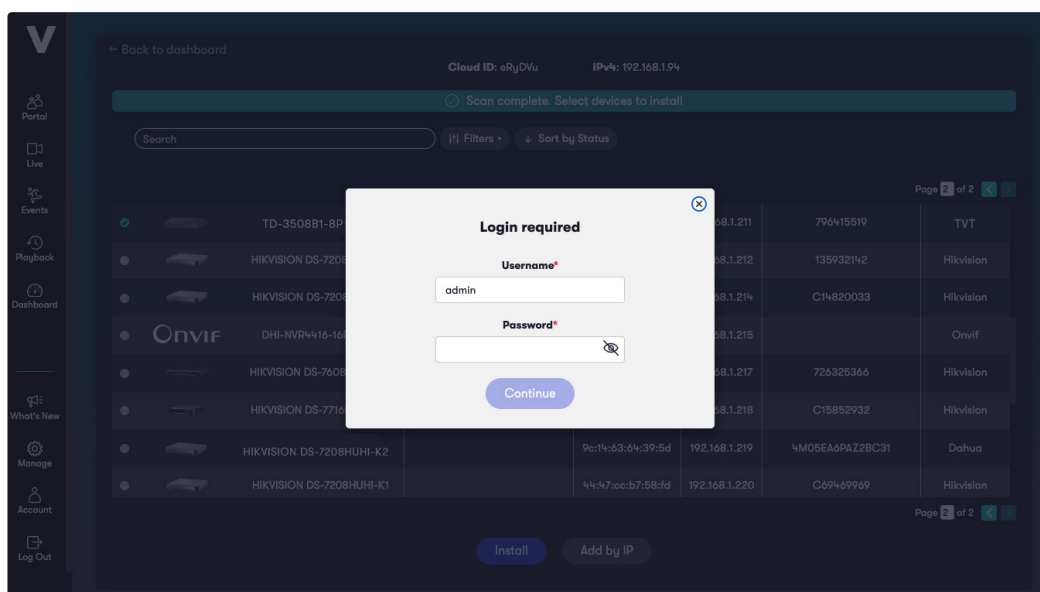 V
← Back to dashboard
Cloud ID: eRyDVu IPv4: 192.168.1.94
Scan complete. Select devices to install
Search Filters Sort by Status
Page 2 of 2
Portal
Live
Events
Playback
Dashboard
What's New
Manage
Account
Log Out
Login required
Username*
admin
Password*
Continue
TD-3508B1-8P 68.1.211 796415519 TVT
HIKVISION DS-7208 68.1.212 135932142 Hikvision
HIKVISION DS-7208 68.1.214 C14820033 Hikvision
Onvif DHI-NVR4416-16 68.1.215 Onvif
HIKVISION DS-7608 68.1.217 726325366 Hikvision
HIKVISION DS-7716 68.1.218 C15852932 Hikvision
HIKVISION DS-7208HUHI-K2 9c:14:63:64:39:5d 192.168.1.219 4M05EA6PAZ2BC31 Dahua
HIKVISION DS-7208HUHI-K1 44:47:cc:b7:58:fd 192.168.1.220 C69469969 Hikvision
Page 2 of 2
Install Add by IP